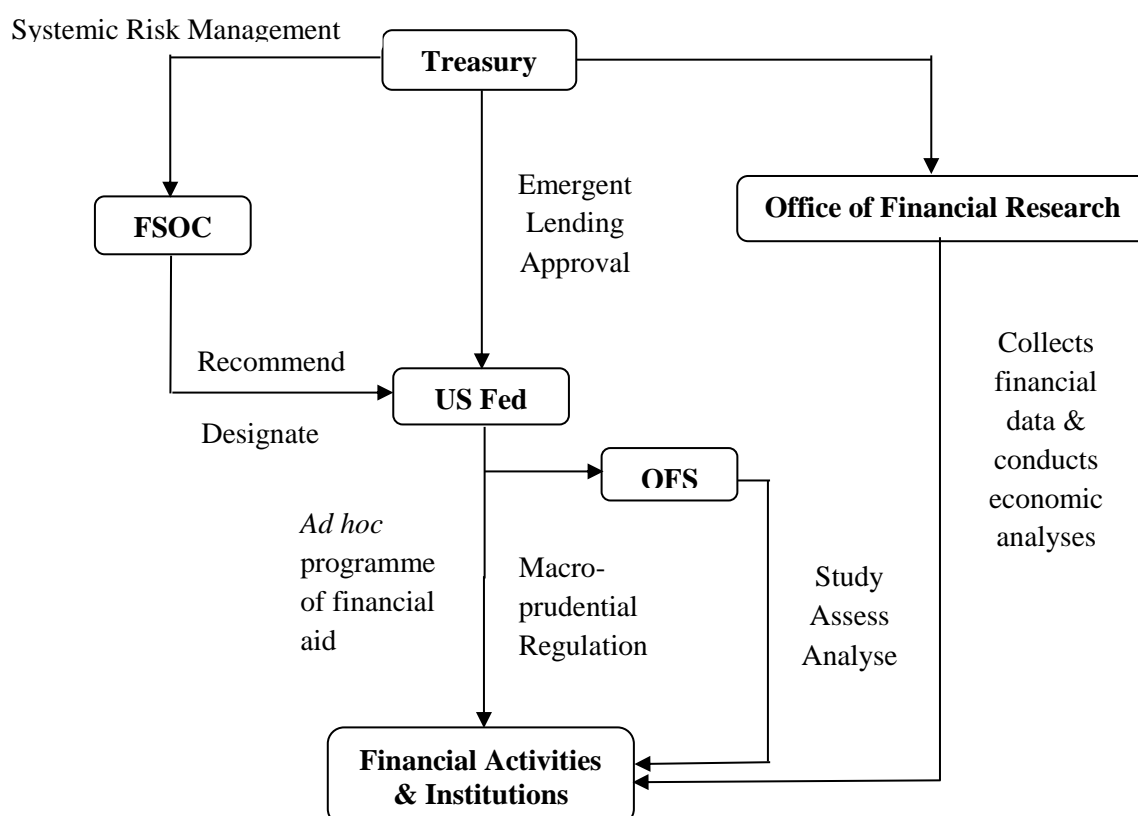 Systemic Risk Management
Treasury
Emergent
Lending
Approval
FSOC
Office of Financial Research
Recommend
Designate
US Fed
OFS
Collects
financial
data &
conducts
economic
analyses
Ad hoc
programme
of financial
aid
Macro-
prudential
Regulation
Study
Assess
Analyse
Financial Activities
& Institutions